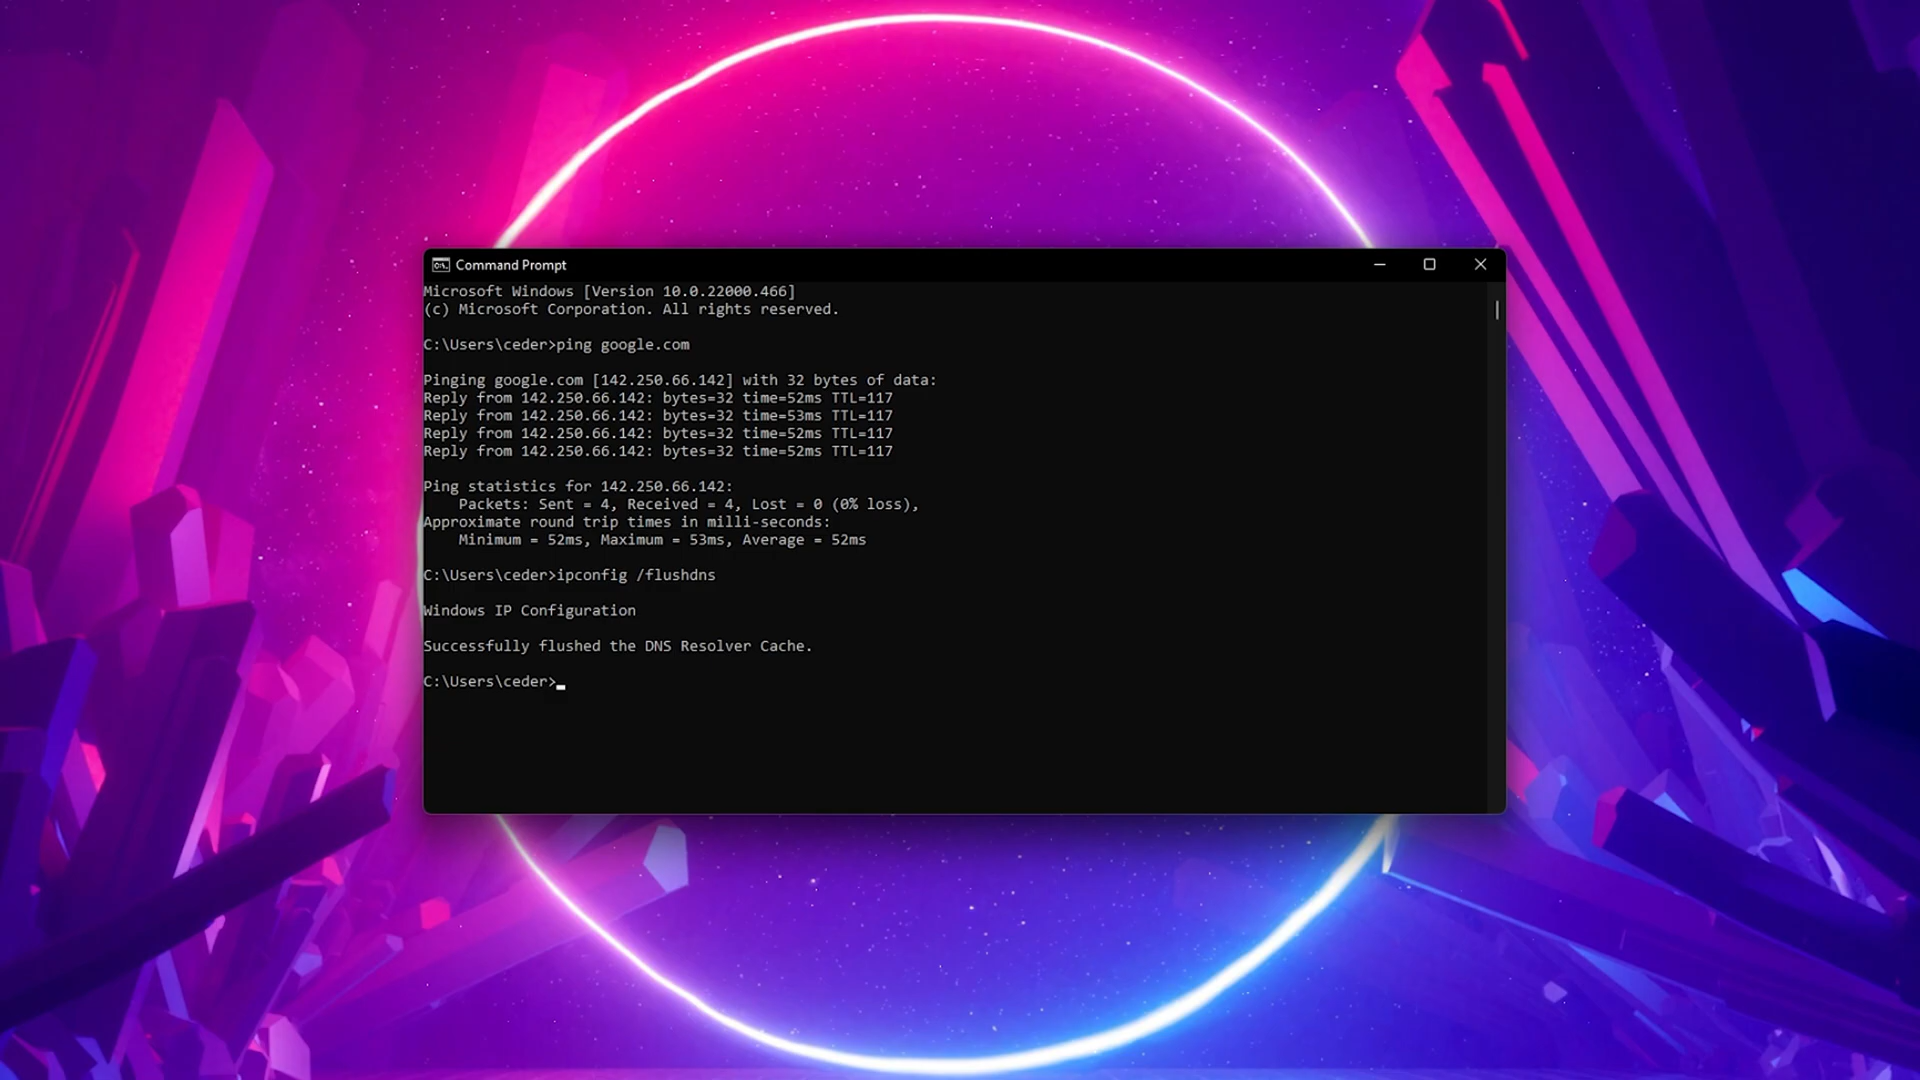 Command Prompt
Microsoft Windows [Version 10.0.22000.466]
(c) Microsoft Corporation. All rights reserved.
C:\Users\ceder>ping google.com
Pinging google.com [142.250.66.142] with 32 bytes of data:
Reply from 142.250.66.142: bytes=32 time=52ms TTL=117
Reply from 142.250.66.142: bytes=32 time=53ms TTL=117
Reply from 142.250.66.142: bytes=32 time=52ms TTL=117
Reply from 142.250.66.142: bytes=32 time=52ms TTL=117
Ping statistics for 142.250.66.142:
Packets: Sent = 4, Received = 4, Lost = 0 (0% loss),
Approximate round trip times in milli-seconds:
Minimum = 52ms, Maximum = 53ms, Average = 52ms
C:\Users\ceder>ipconfig /flushdns
Windows IP Configuration
Successfully flushed the DNS Resolver Cache.
C:\Users\ceder>